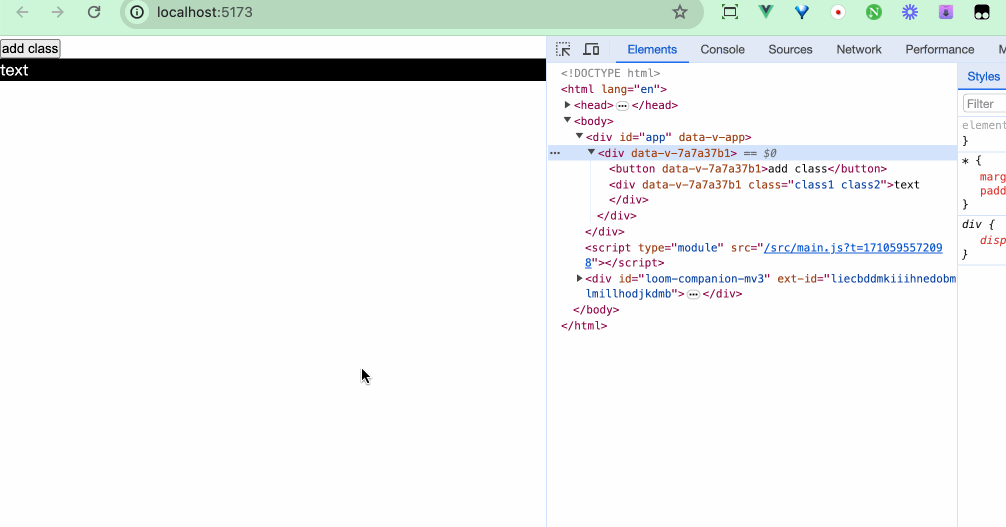 localhost:5173
add class
text
Elements Console Sources Network Performance M
<!DOCTYPE html>
<html lang="en">
<head> ••• </head>
<body>
<div id="app" data-v-app>
••• <div data-v-7a7a37b1> == $0
<button data-v-7a7a37b1>add class</button>
<div data-v-7a7a37b1 class="class1 class2">text
</div>
</div>
</div>
<script type="module" src="/src/main.js?t=171059557209
8"></script>
<div id="loom-companion-mv3" ext-id="liecbddmkiiihnedobm
lmillhodjkdmb"> ••• </div>
</body>
</html>
Styles
Filter
element
}
* {
marg
padd
}
div {
disp
}